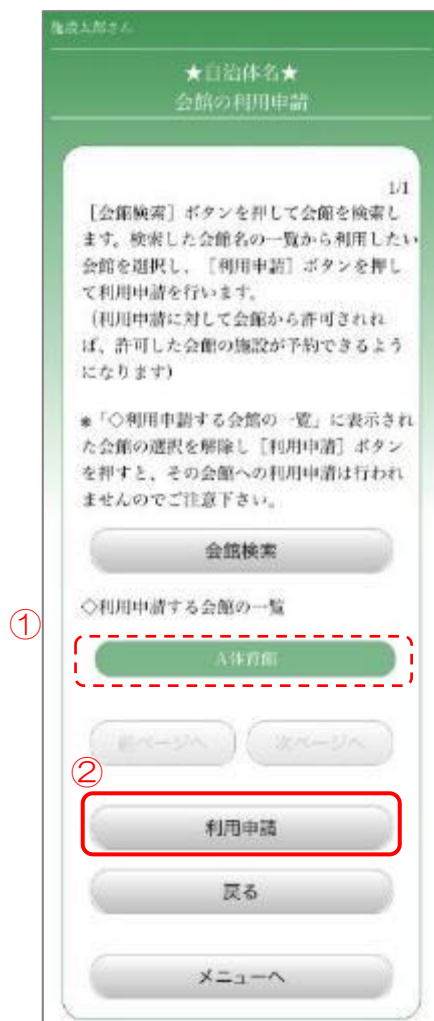 施設太郎さん
★自治体名★
会館の利用申請
1/1
［会館検索］ボタンを押して会館を検索し
ます。検索した会館名の一覧から利用したい
会館を選択し、［利用申請］ボタンを押し
て利用申請を行います。
（利用申請に対して会館から許可されれ
ば、許可した会館の施設が予約できるよう
になります）
※「◇利用申請する会館の一覧」に表示され
た会館の選択を解除し［利用申請］ボタン
を押すと、その会館への利用申請は行われ
ませんのでご注意下さい。
会館検索
◇利用申請する会館の一覧
①
A体育館
前ページへ 次ページへ
②
利用申請
戻る
メニューへ